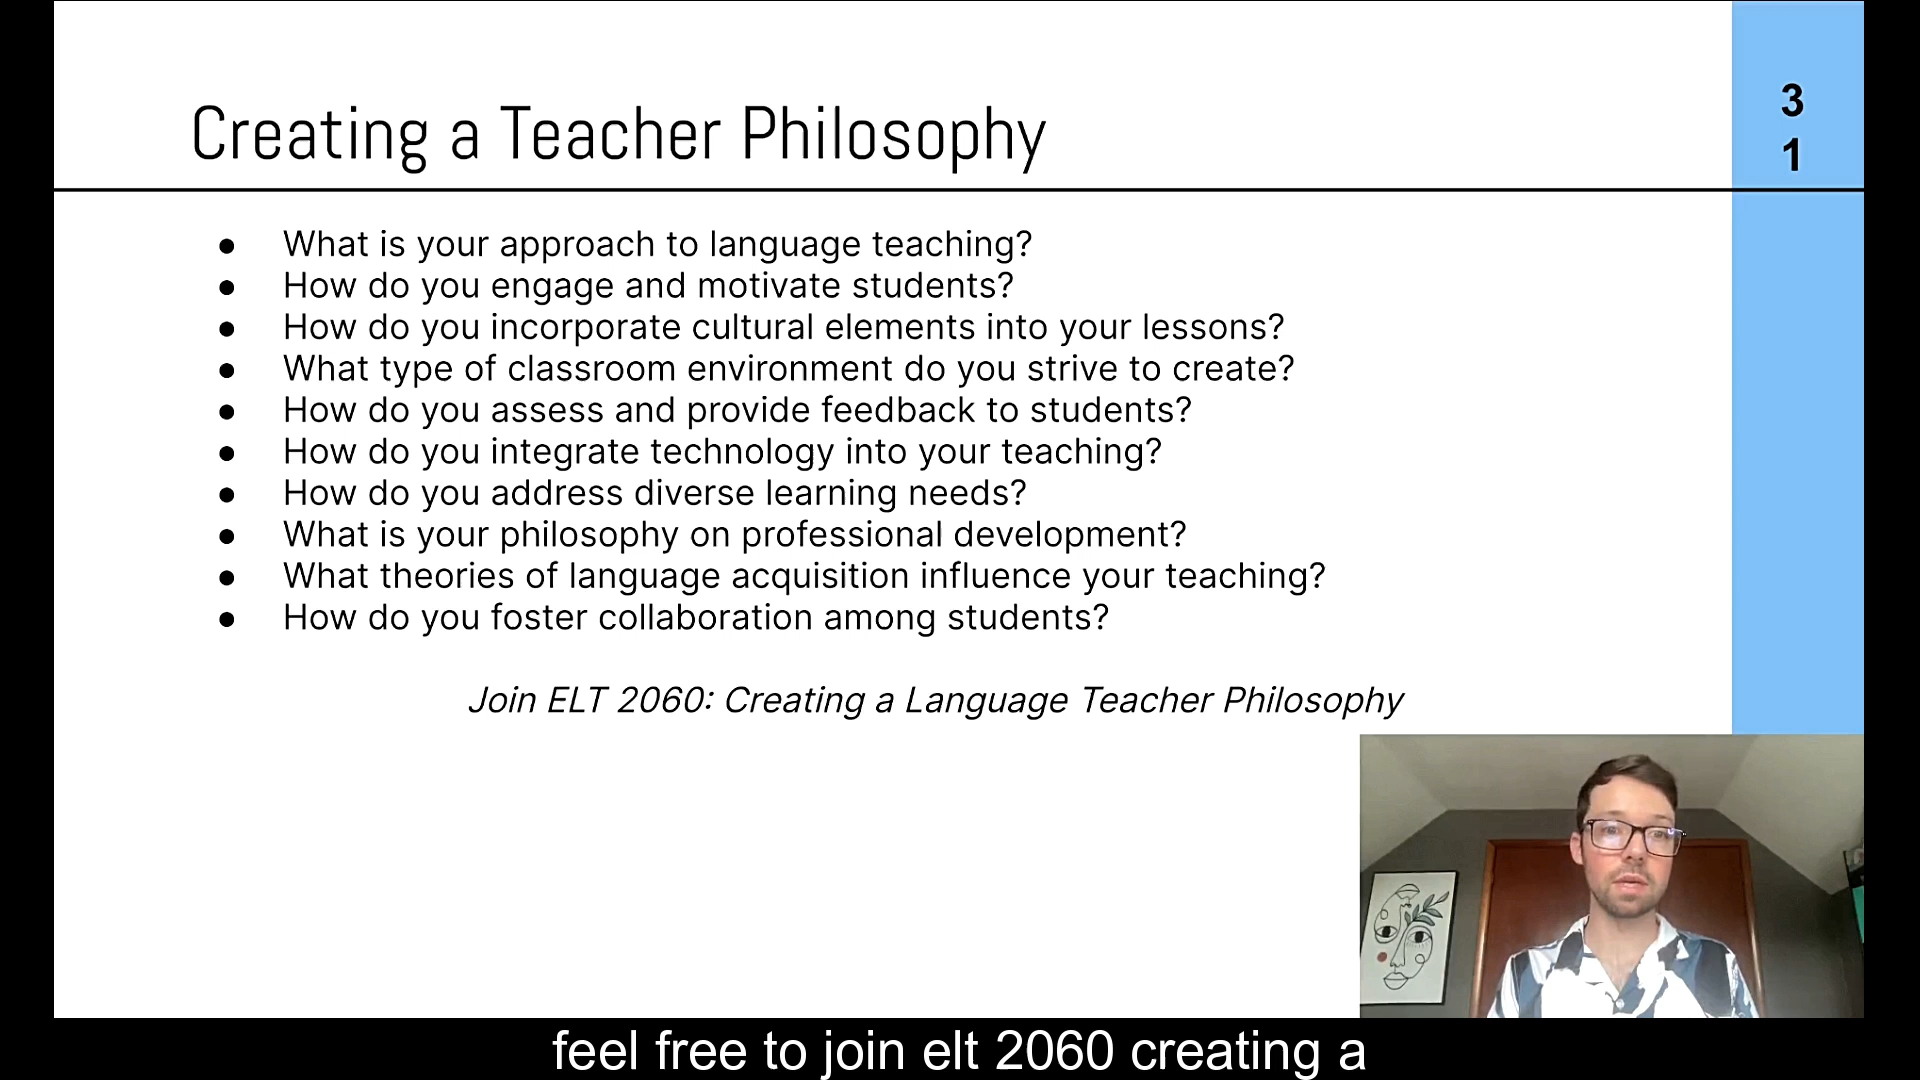 Creating a Teacher Philosophy
3
1
● What is your approach to language teaching?
● How do you engage and motivate students?
● How do you incorporate cultural elements into your lessons?
● What type of classroom environment do you strive to create?
● How do you assess and provide feedback to students?
● How do you integrate technology into your teaching?
● How do you address diverse learning needs?
● What is your philosophy on professional development?
● What theories of language acquisition influence your teaching?
● How do you foster collaboration among students?
Join ELT 2060: Creating a Language Teacher Philosophy
feel free to join elt 2060 creating a